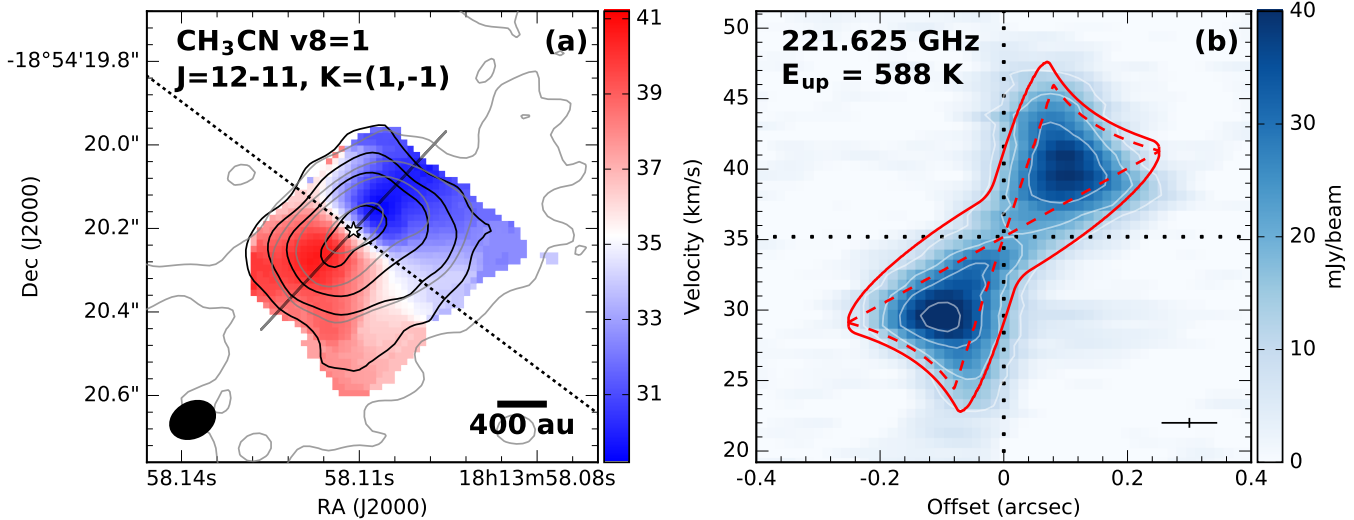 CH₃CN v8=1
(a)
J=12-11, K=(1,-1)
-18°54'19.8"
20.0"
20.2"
20.4"
20.6"
Dec (J2000)
58.14s
58.11s
18h13m58.08s
RA (J2000)
400 au
41
39
37
35
33
31
221.625 GHz
(b)
E_up = 588 K
50
45
40
35
30
25
20
Velocity (km/s)
-0.4
-0.2
0
0.2
0.4
Offset (arcsec)
40
30
20
10
0
mJy/beam